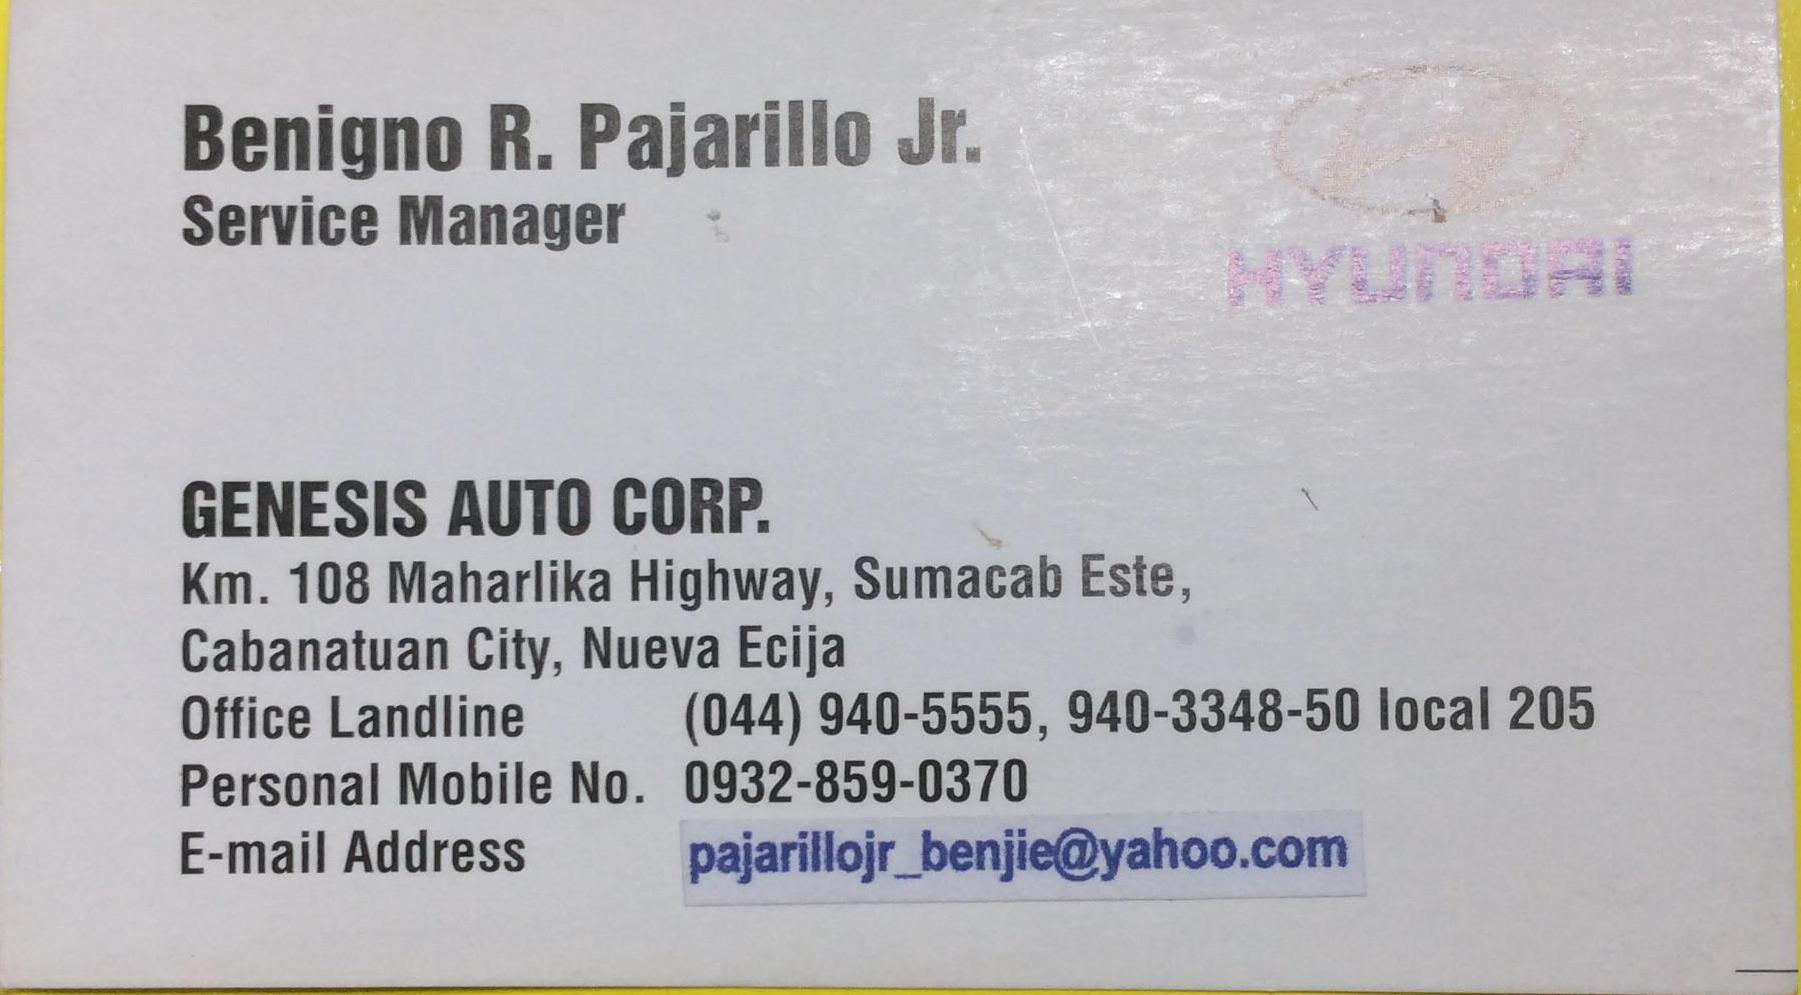 Benigno R. Pajarillo Jr.
Service Manager
HYUNDAI
GENESIS AUTO CORP.
Km. 108 Maharlika Highway, Sumacab Este,
Cabanatuan City, Nueva Ecija
Office Landline (044) 940-5555, 940-3348-50 local 205
Personal Mobile No. 0932-859-0370
E-mail Address pajarillojr_benjie@yahoo.com